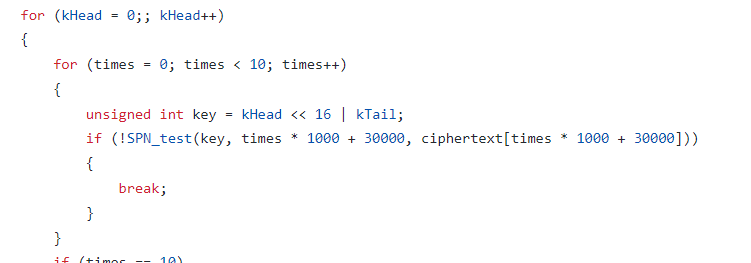 for (kHead = 0;; kHead++)
{
for (times = 0; times < 10; times++)
{
unsigned int key = kHead << 16 | kTail;
if (!SPN_test(key, times * 1000 + 30000, ciphertext[times * 1000 + 30000]))
{
break;
}
}
if (times == 10)